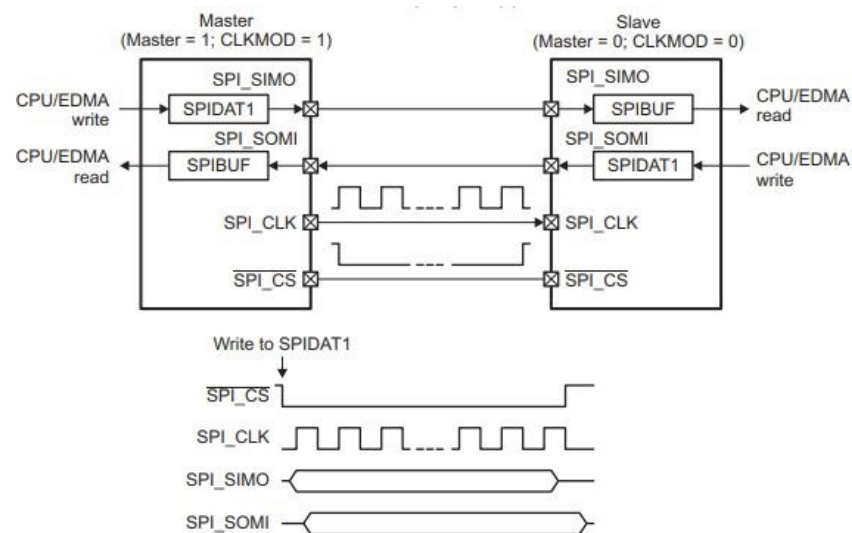 Master
(Master = 1; CLKMOD = 1)
Slave
(Master = 0; CLKMOD = 0)
SPI_SIMO
SPI_SIMO
CPU/EDMA
write
SPIDAT1
SPIBUF
CPU/EDMA
read
SPI_SOMI
SPI_SOMI
CPU/EDMA
read
SPIBUF
SPIDAT1
CPU/EDMA
write
SPI_CLK
SPI_CLK
SPI_CS
SPI_CS
Write to SPIDAT1
SPI_CS
SPI_CLK
SPI_SIMO
SPI_SOMI